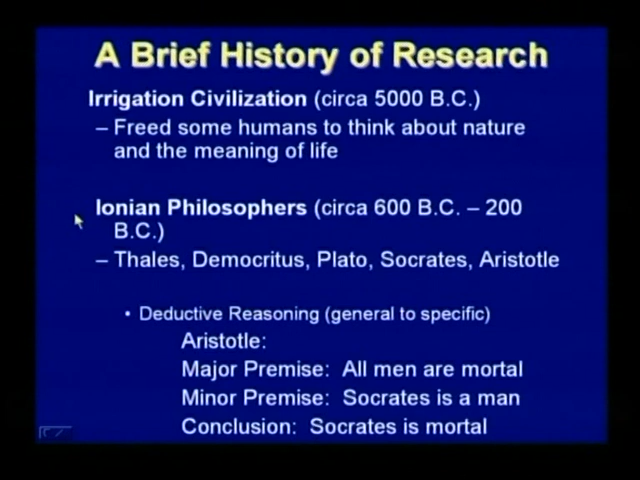 A Brief History of Research
Irrigation Civilization (circa 5000 B.C.)
– Freed some humans to think about nature
and the meaning of life
Ionian Philosophers (circa 600 B.C. – 200
B.C.)
– Thales, Democritus, Plato, Socrates, Aristotle
• Deductive Reasoning (general to specific)
Aristotle:
Major Premise: All men are mortal
Minor Premise: Socrates is a man
Conclusion: Socrates is mortal